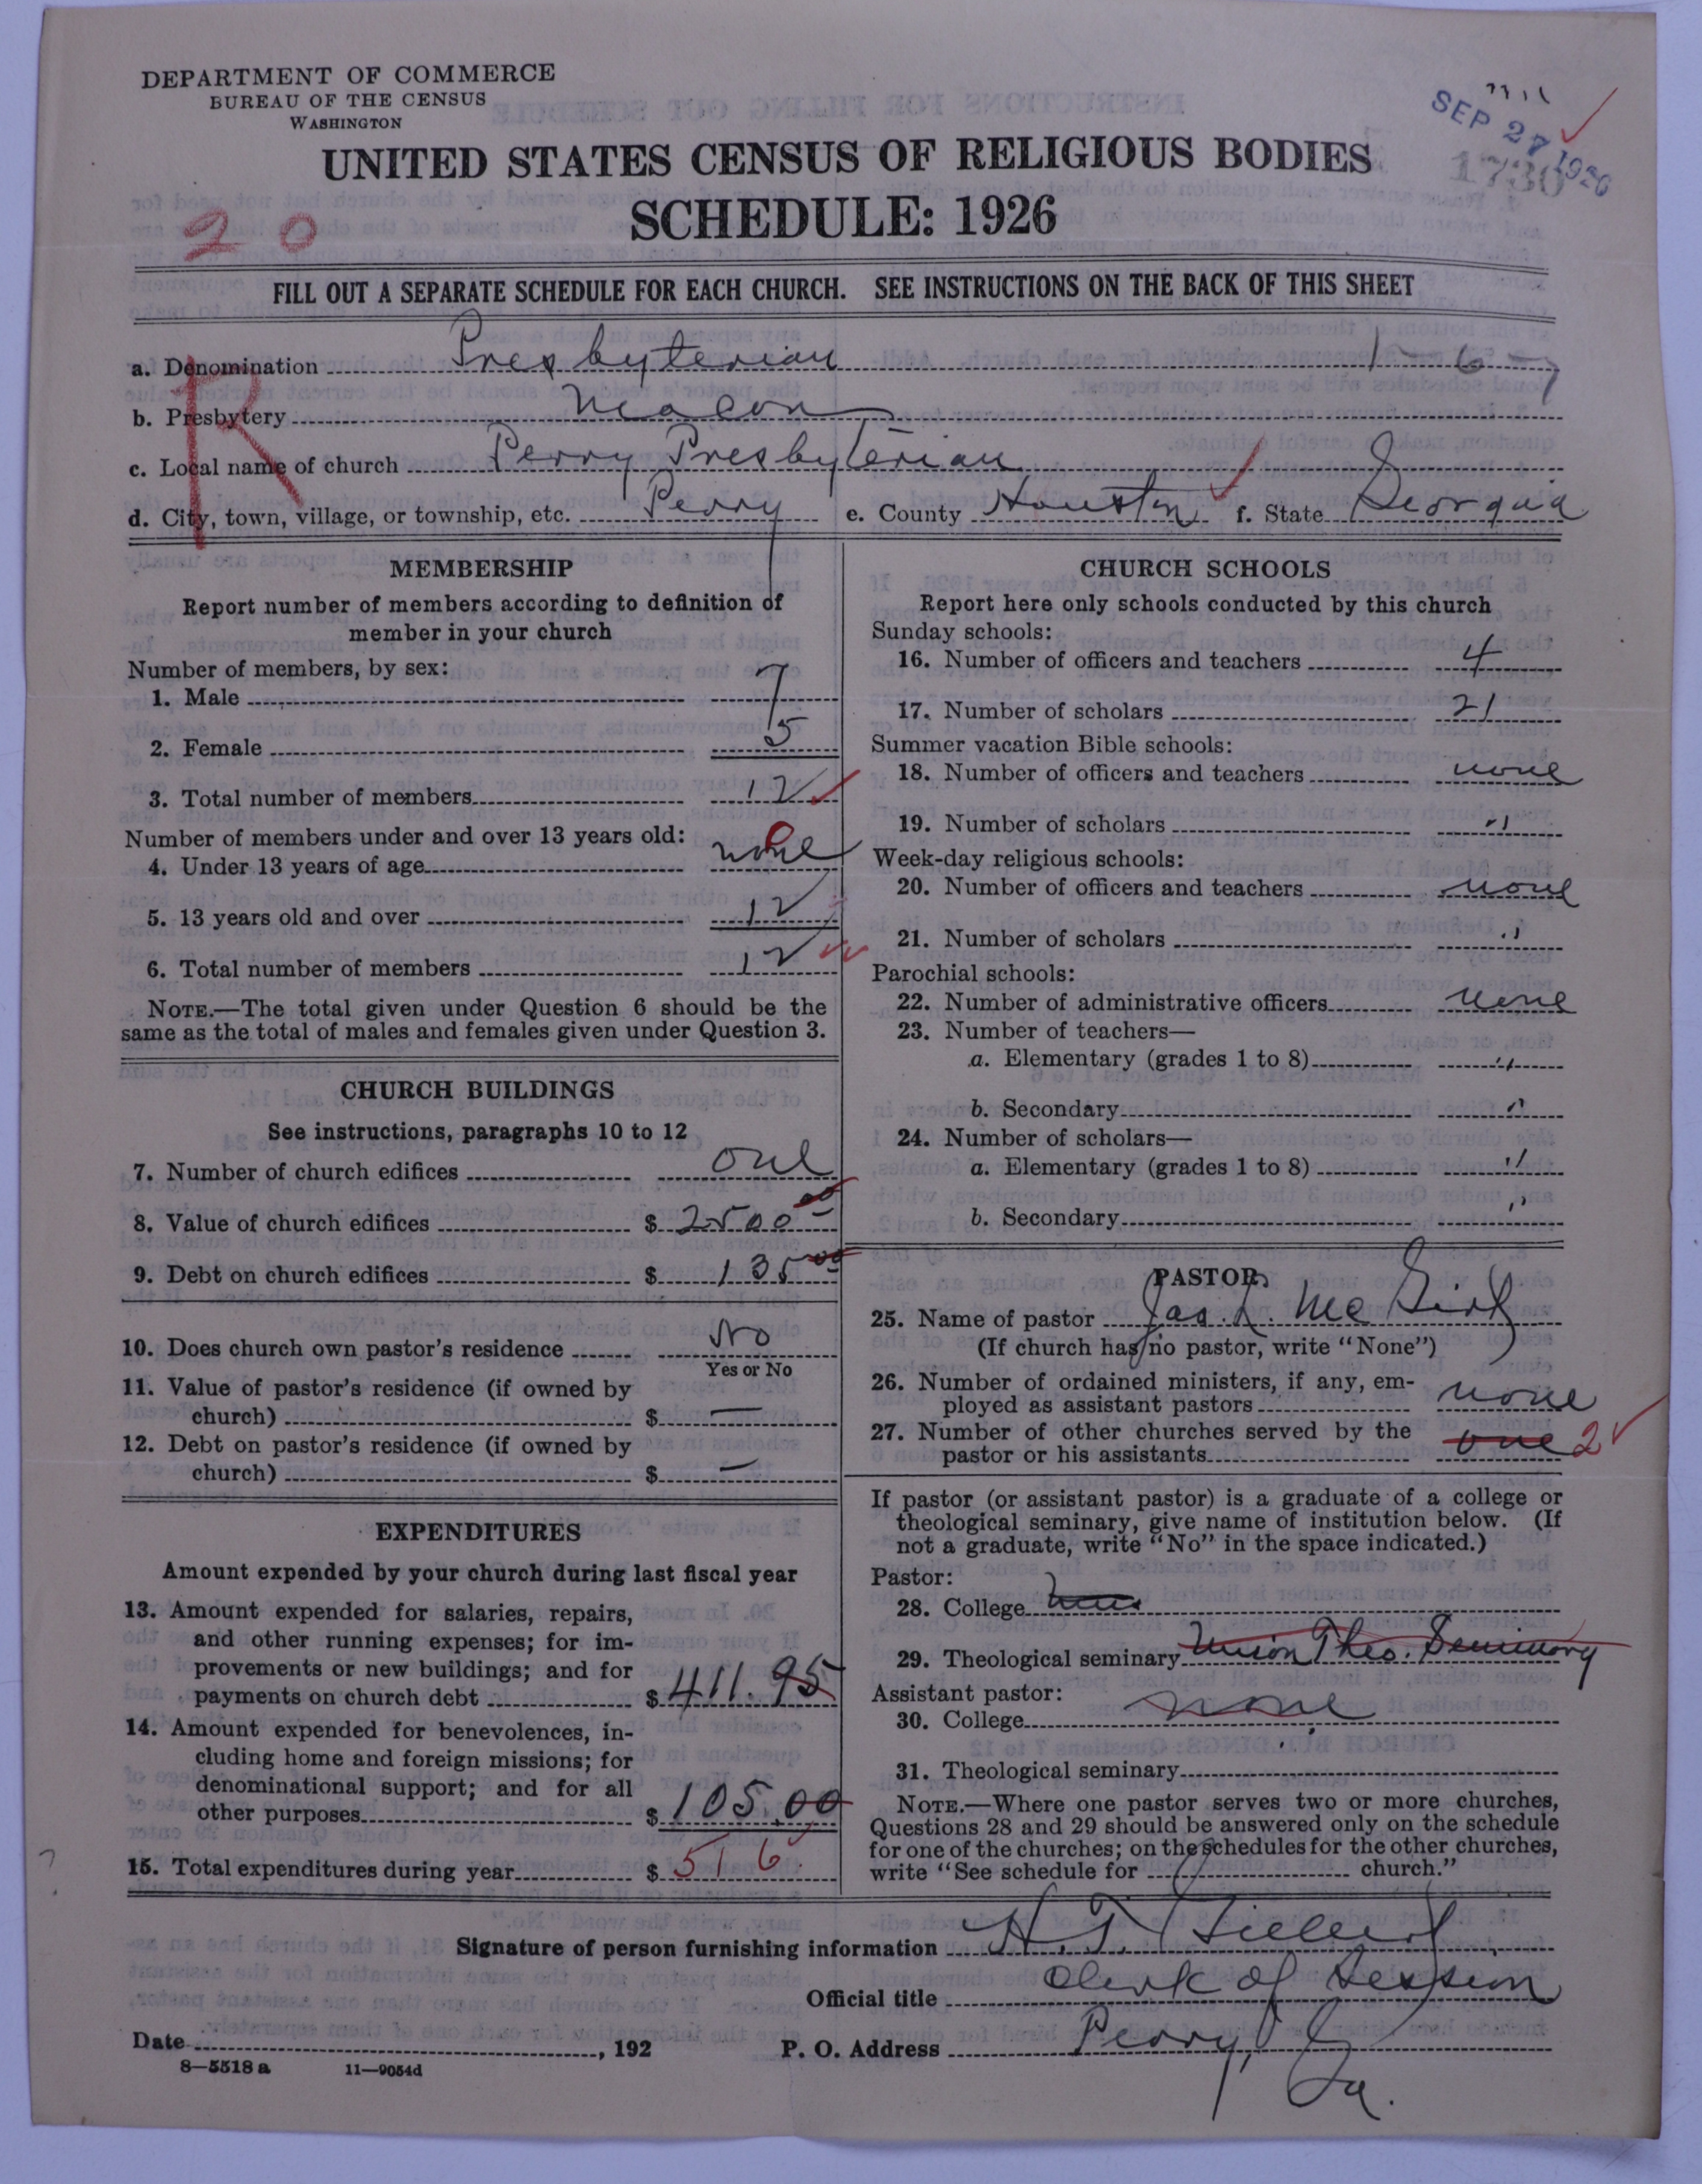 DEPARTMENT OF COMMERCE
BUREAU OF THE CENSUS
WASHINGTON
SEP 27 1926
1730
UNITED STATES CENSUS OF RELIGIOUS BODIES
SCHEDULE: 1926
20
FILL OUT A SEPARATE SCHEDULE FOR EACH CHURCH. SEE INSTRUCTIONS ON THE BACK OF THIS SHEET
R
a. Denomination Presbyterian 1-6-7
b. Presbytery Macon
c. Local name of church Perry Presbyterian
d. City, town, village, or township, etc. Perry e. County Houston f. State Georgia
MEMBERSHIP
Report number of members according to definition of
member in your church
Number of members, by sex:
1. Male 7
2. Female 5
3. Total number of members 12
Number of members under and over 13 years old:
4. Under 13 years of age none 0
5. 13 years old and over 12
6. Total number of members 12
NOTE.—The total given under Question 6 should be the
same as the total of males and females given under Question 3.
CHURCH BUILDINGS
See instructions, paragraphs 10 to 12
7. Number of church edifices one
8. Value of church edifices $ 2500 00
9. Debt on church edifices $ 135 00
10. Does church own pastor's residence No
Yes or No
11. Value of pastor's residence (if owned by
church) $ —
12. Debt on pastor's residence (if owned by
church) $ —
EXPENDITURES
Amount expended by your church during last fiscal year
13. Amount expended for salaries, repairs,
and other running expenses; for im-
provements or new buildings; and for
payments on church debt $ 411.95
14. Amount expended for benevolences, in-
cluding home and foreign missions; for
denominational support; and for all
other purposes $ 105.00
15. Total expenditures during year $ 516.
CHURCH SCHOOLS
Report here only schools conducted by this church
Sunday schools:
16. Number of officers and teachers 4
17. Number of scholars 21
Summer vacation Bible schools:
18. Number of officers and teachers none
19. Number of scholars "
Week-day religious schools:
20. Number of officers and teachers none
21. Number of scholars "
Parochial schools:
22. Number of administrative officers none
23. Number of teachers—
a. Elementary (grades 1 to 8) "
b. Secondary "
24. Number of scholars—
a. Elementary (grades 1 to 8) "
b. Secondary "
PASTOR
25. Name of pastor Jas. L. McGirt
(If church has no pastor, write "None")
26. Number of ordained ministers, if any, em-
ployed as assistant pastors none
27. Number of other churches served by the
pastor or his assistants one 2
If pastor (or assistant pastor) is a graduate of a college or
theological seminary, give name of institution below. (If
not a graduate, write "No" in the space indicated.)
Pastor:
28. College
29. Theological seminary Union Theo. Seminary
Assistant pastor:
30. College none
31. Theological seminary
NOTE.—Where one pastor serves two or more churches,
Questions 28 and 29 should be answered only on the schedule
for one of the churches; on the schedules for the other churches,
write "See schedule for church."
Signature of person furnishing information H. T. Gilbert
Official title Clerk of Session
Date , 192 P. O. Address Perry, Ga.
8—5518 a 11—9054d